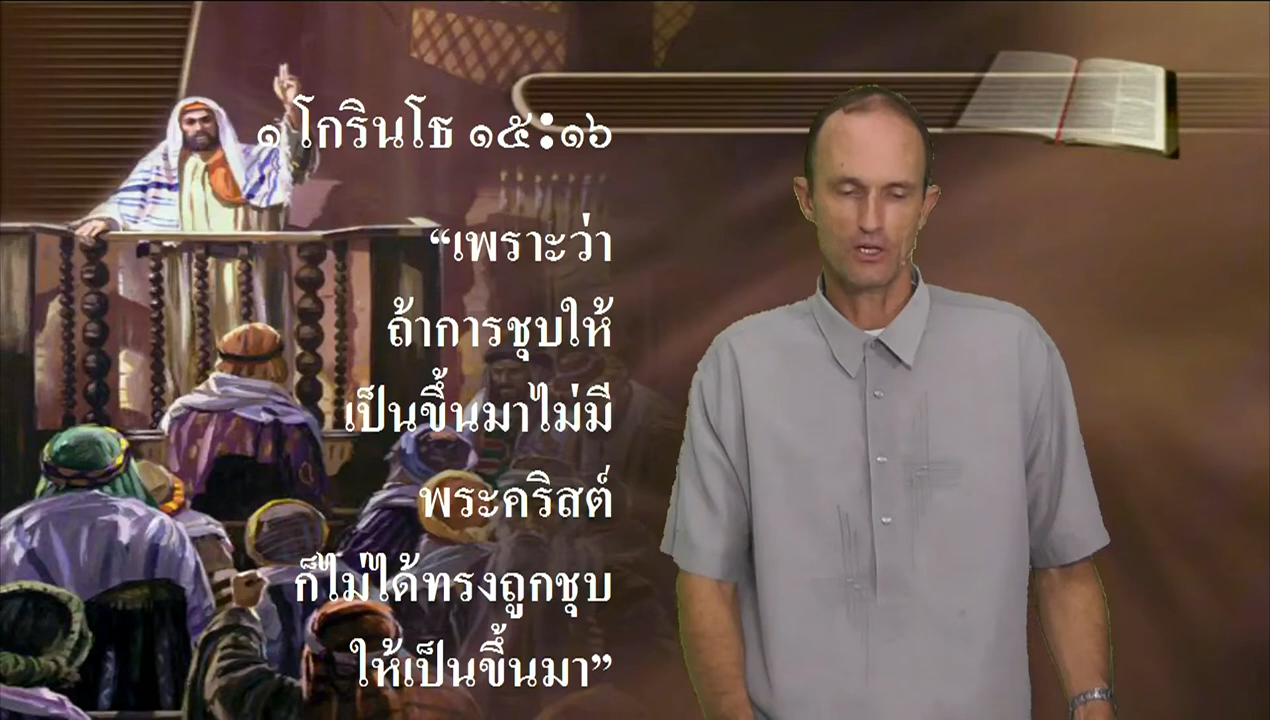 ๑ โกรินโธ ๑๕:๑๖
“เพราะว่า
ถ้าการชุบให้
เป็นขึ้นมาไม่มี
พระคริสต์
ก็ไม่ได้ทรงถูกชุบ
ให้เป็นขึ้นมา”